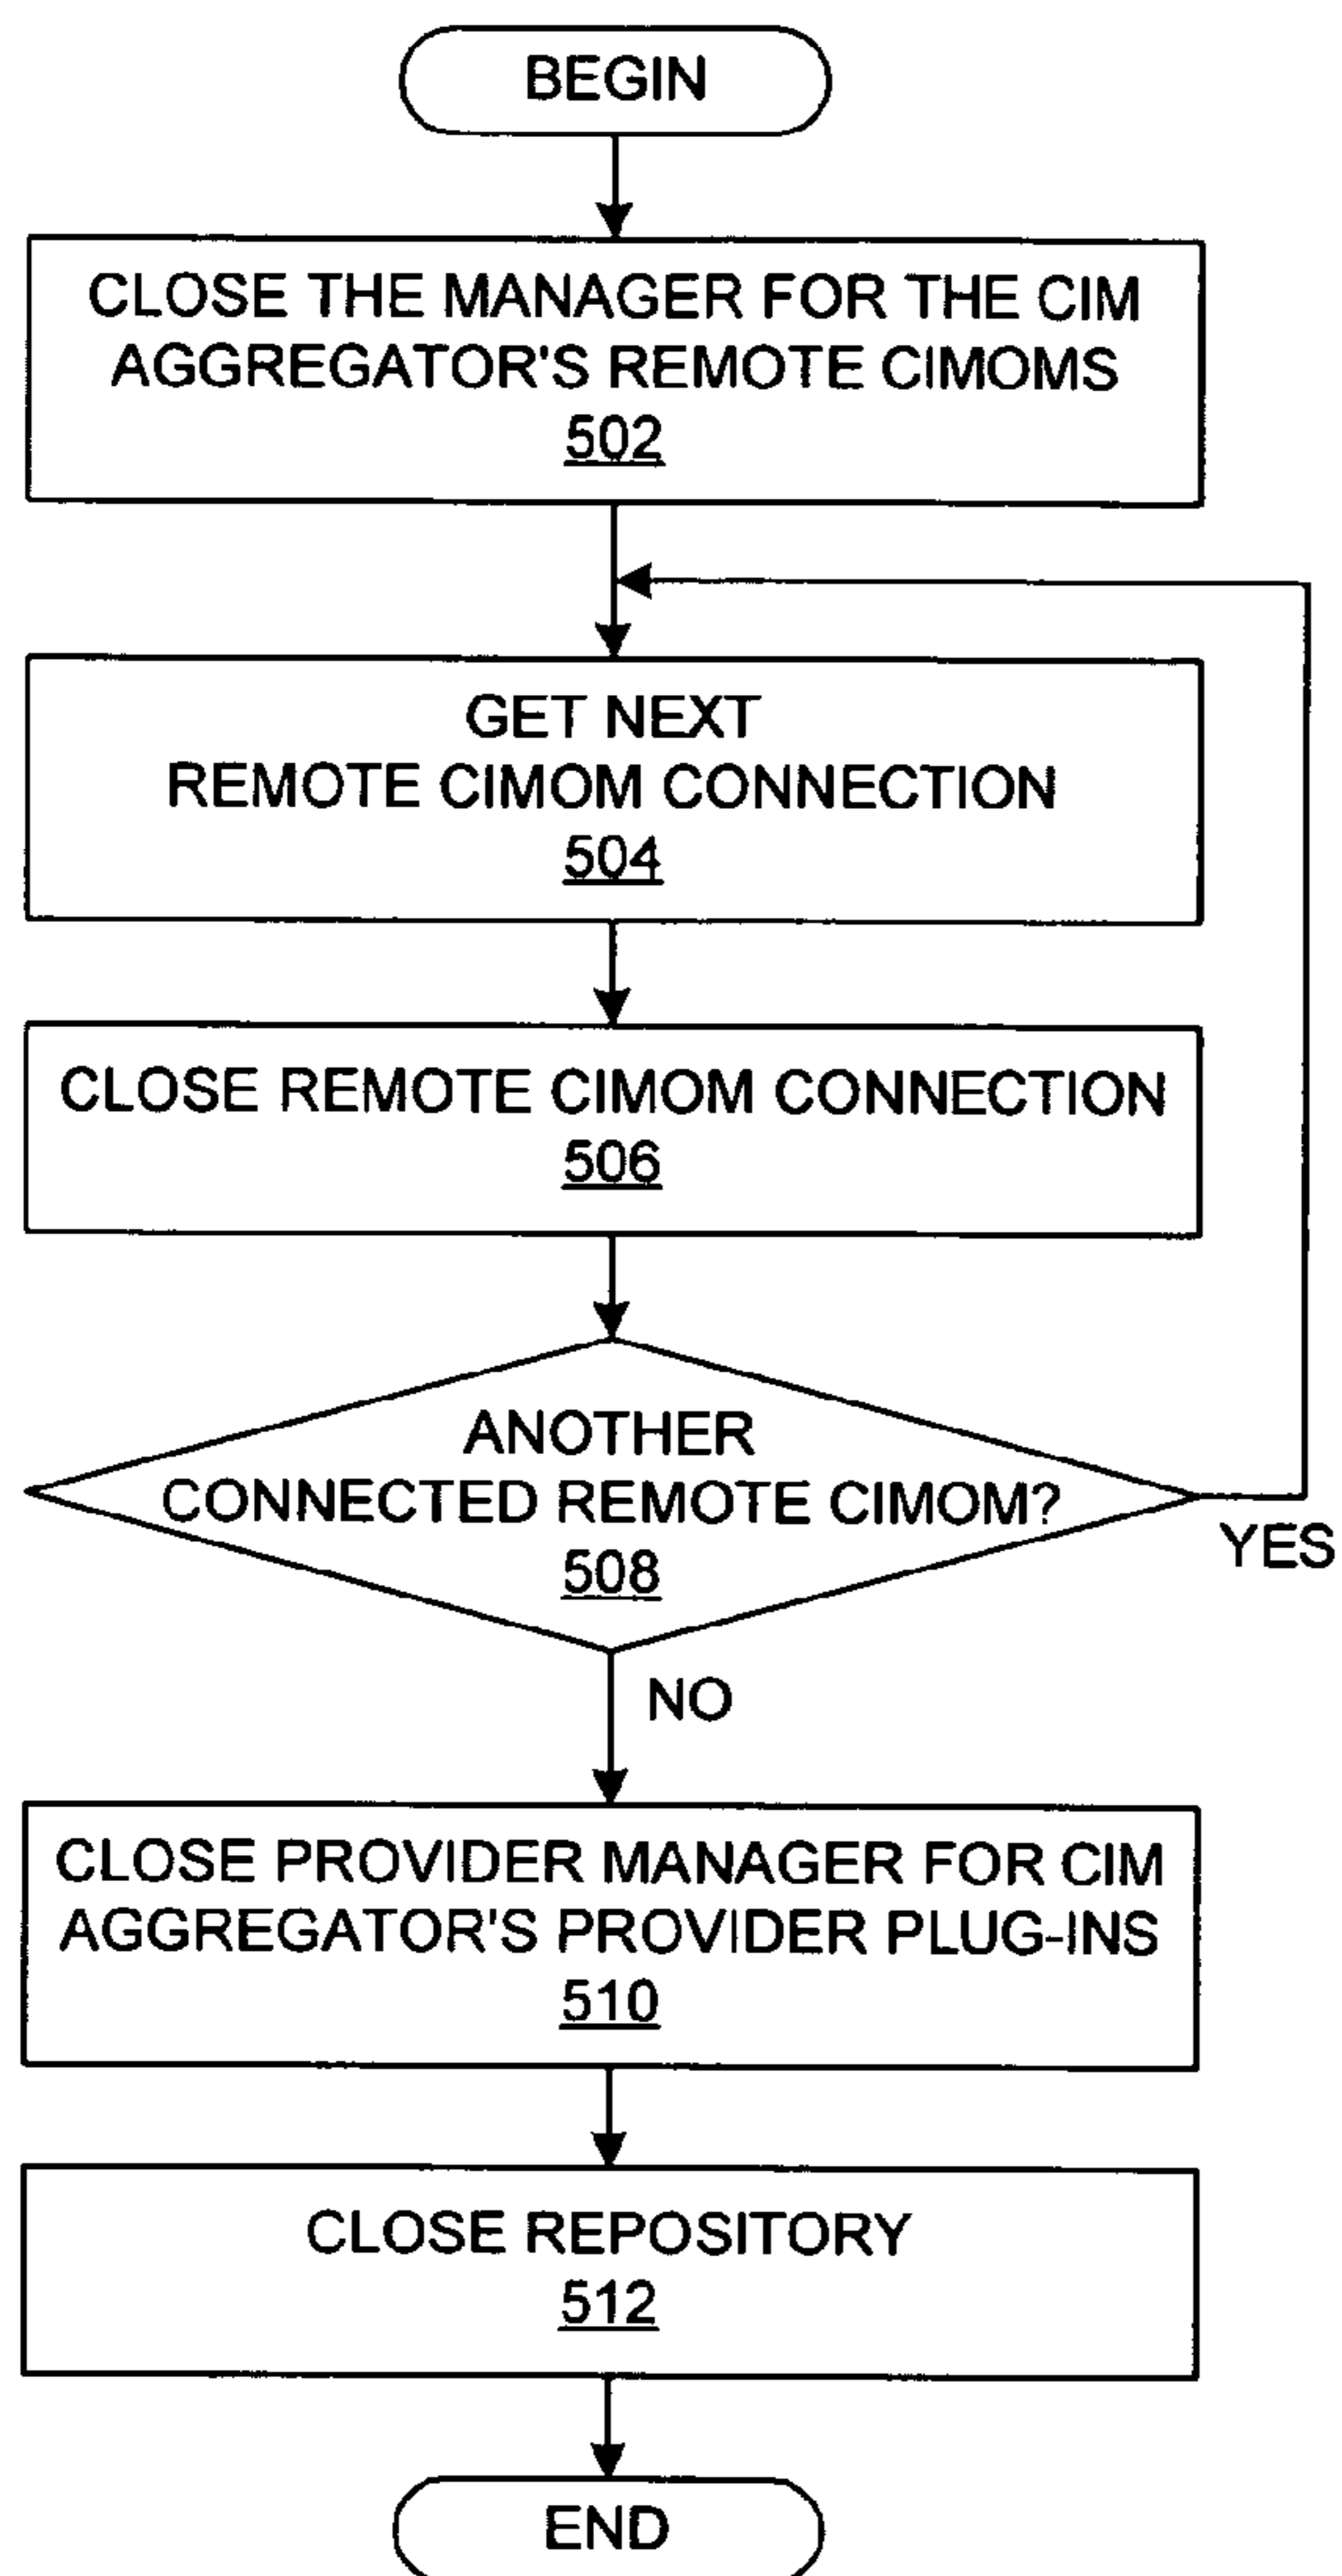 BEGIN
CLOSE THE MANAGER FOR THE CIM
AGGREGATOR'S REMOTE CIMOMS
502
GET NEXT
REMOTE CIMOM CONNECTION
504
CLOSE REMOTE CIMOM CONNECTION
506
ANOTHER
CONNECTED REMOTE CIMOM?
508
YES
NO
CLOSE PROVIDER MANAGER FOR CIM
AGGREGATOR'S PROVIDER PLUG-INS
510
CLOSE REPOSITORY
512
END